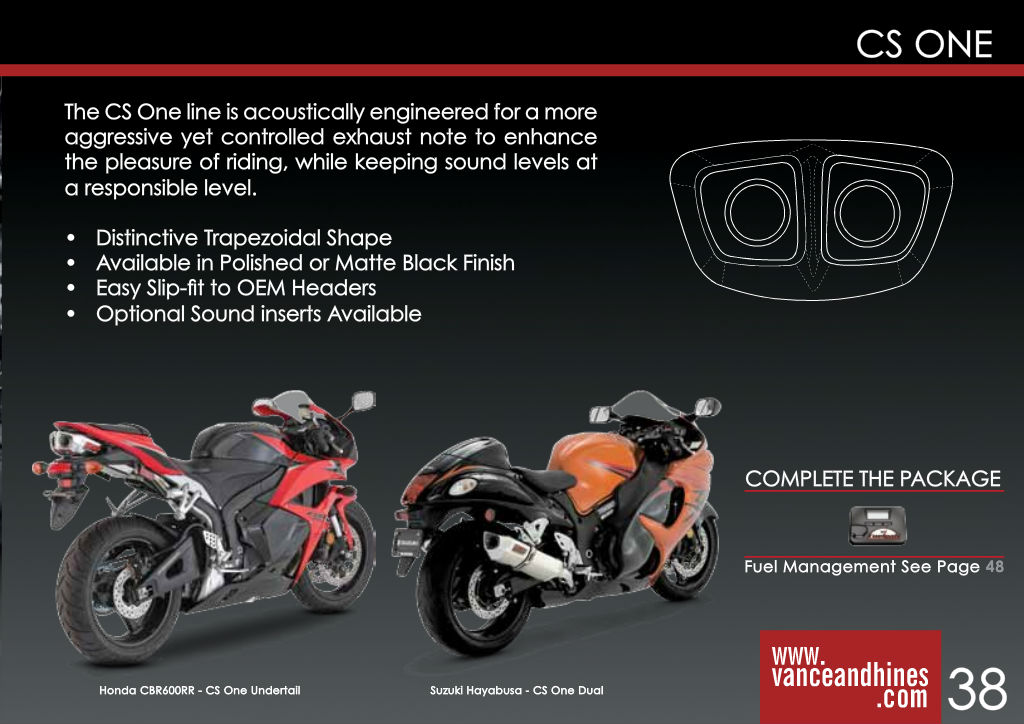 CS ONE
The CS One line is acoustically engineered for a more
aggressive yet controlled exhaust note to enhance
the pleasure of riding, while keeping sound levels at
a responsible level.
• Distinctive Trapezoidal Shape
• Available in Polished or Matte Black Finish
• Easy Slip-fit to OEM Headers
• Optional Sound inserts Available
COMPLETE THE PACKAGE
Fuel Management See Page 48
Honda CBR600RR - CS One Undertail
Suzuki Hayabusa - CS One Dual
www.
vanceandhines
.com
38